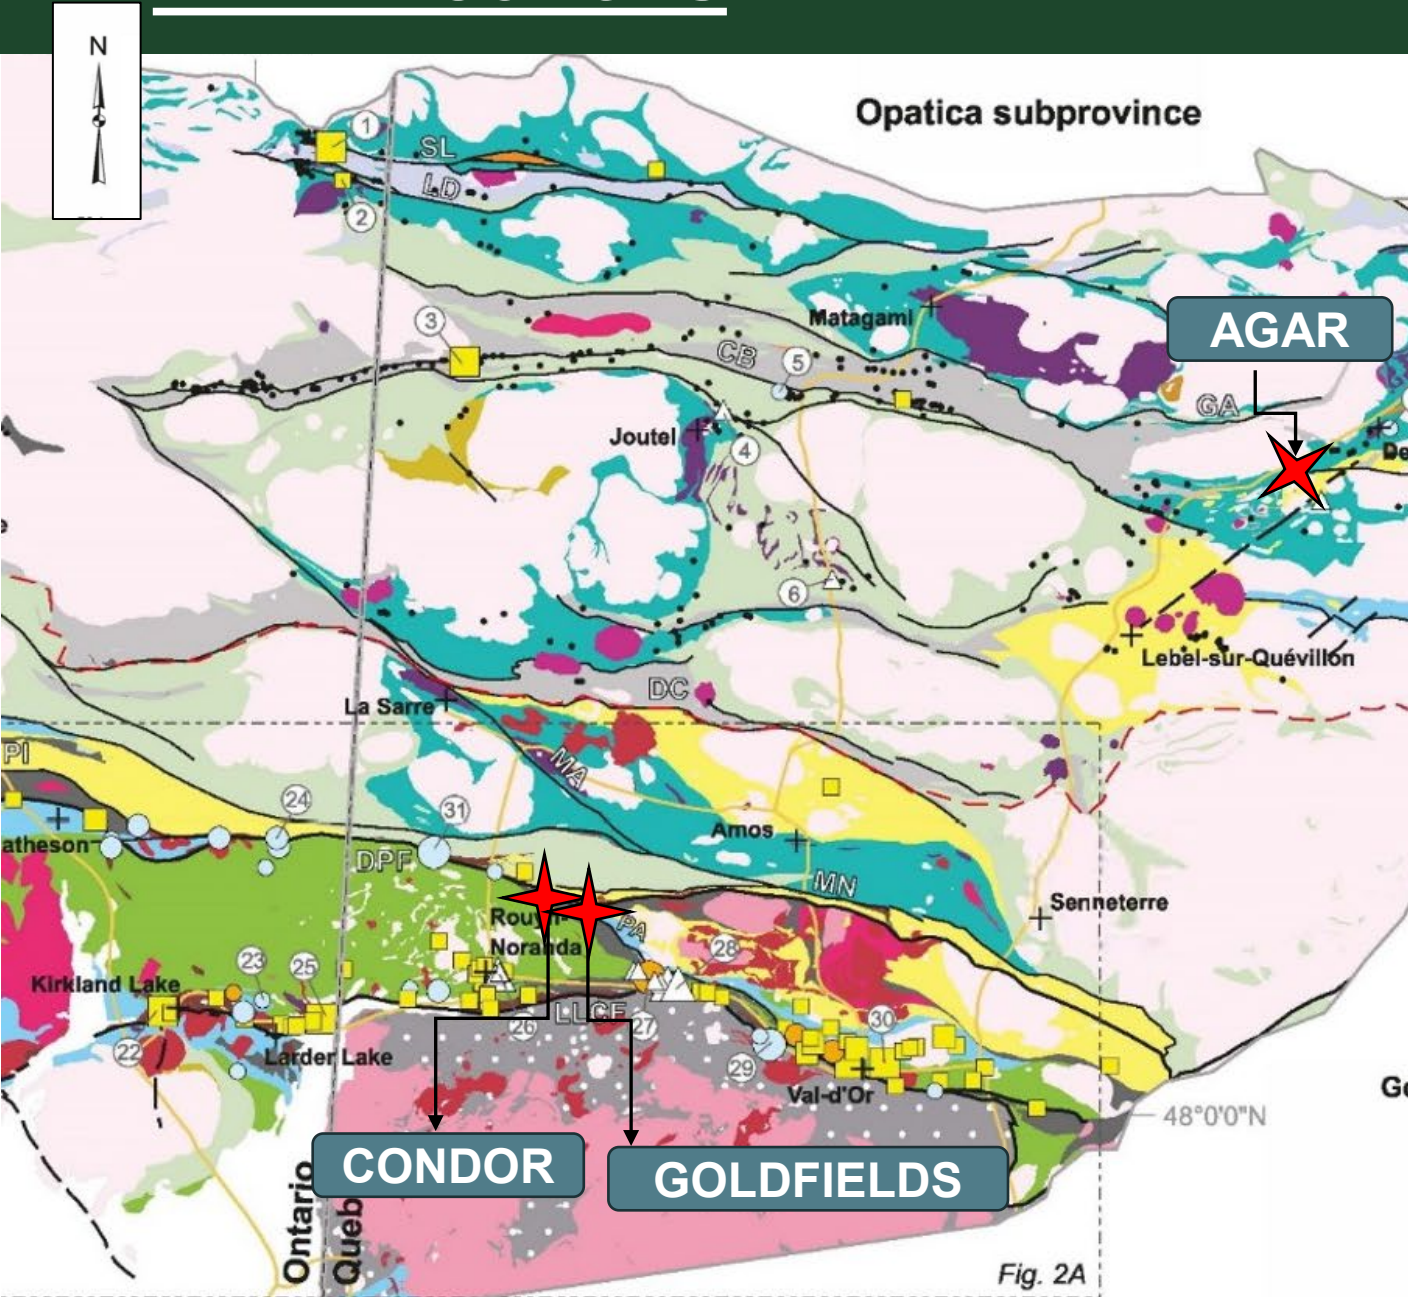 N
Opatica subprovince
1
SL
LD
2
3
Matagami
CB
5
AGAR
GA
Joutel
4
De
6
Lebel-sur-Quévillon
DC
La Sarre
PI
MA
24
31
atheson
DPF
Amos
MN
Senneterre
Rouyn-
Noranda
PA
28
Kirkland Lake
23
25
LLCF
26
27
30
22
Larder Lake
29
Val-d'Or
Go
48°0'0"N
CONDOR
GOLDFIELDS
Ontario
Queb
Fig. 2A